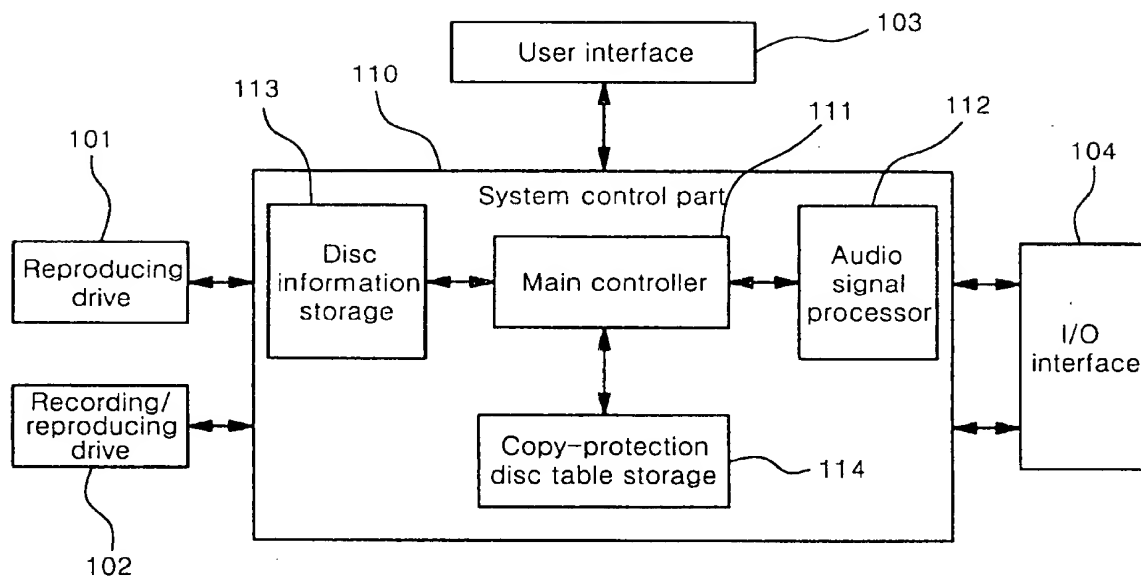 103
User interface
113
110
111
112
101
104
System control part
Disc
information
storage
Main controller
Audio
signal
processor
Reproducing
drive
I/O
interface
Recording/
reproducing
drive
Copy-protection
disc table storage
114
102